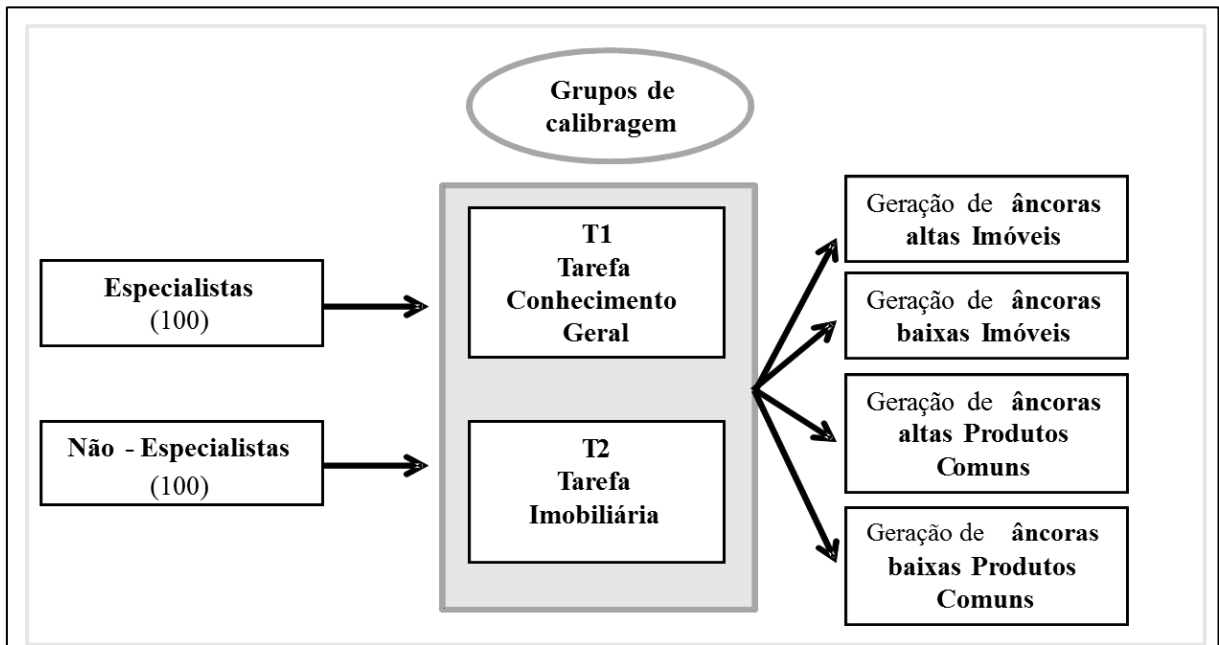 Grupos de
calibragem
Especialistas
(100)
Não - Especialistas
(100)
T1
Tarefa
Conhecimento
Geral
T2
Tarefa
Imobiliária
Geração de âncoras
altas Imóveis
Geração de âncoras
baixas Imóveis
Geração de âncoras
altas Produtos
Comuns
Geração de âncoras
baixas Produtos
Comuns